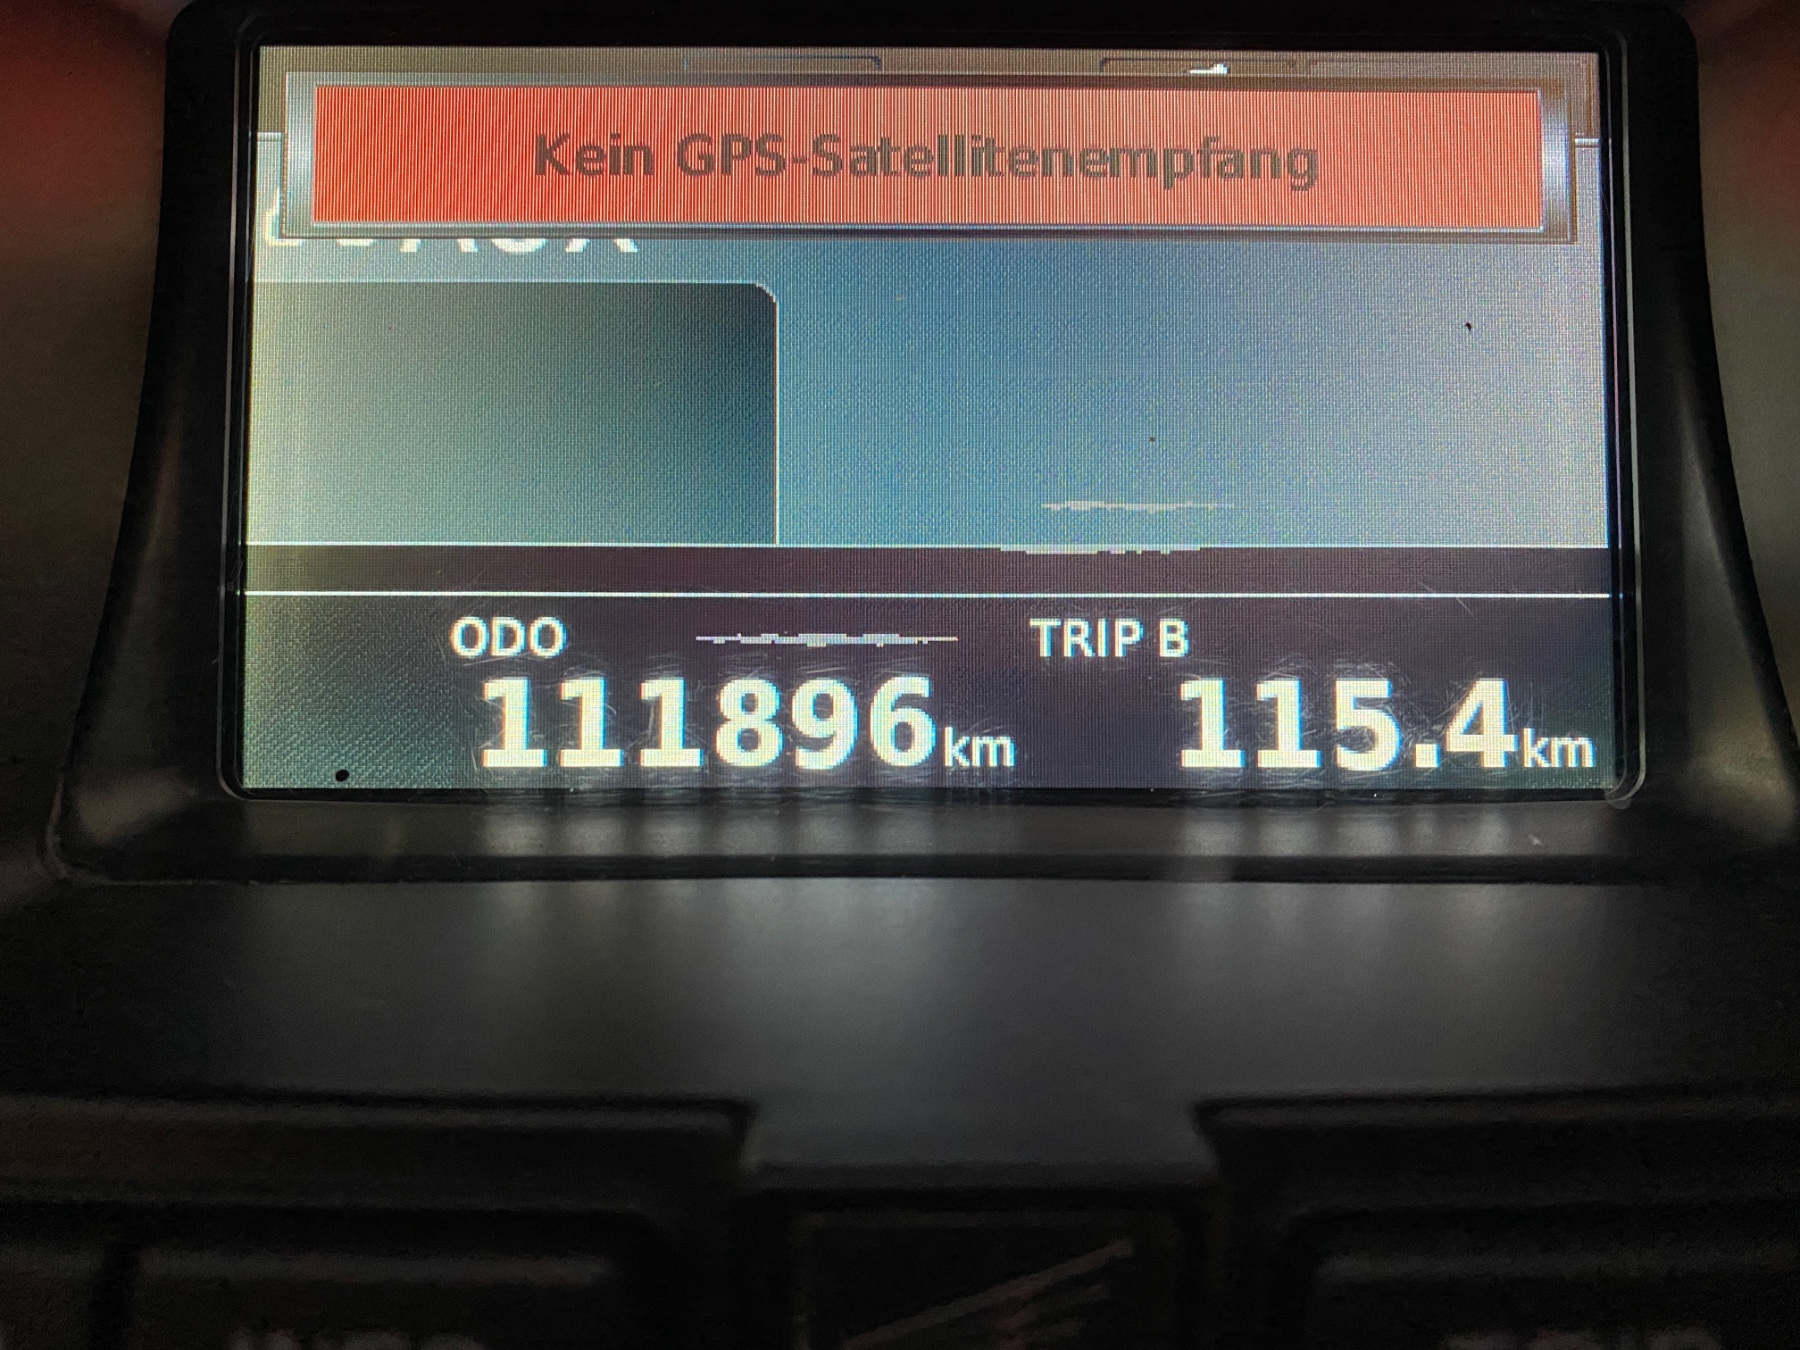 Kein GPS-Satellitenempfang
ODO
TRIP B
111896km
115.4km